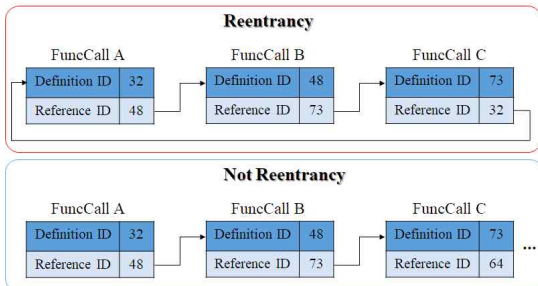 Reentrancy
FuncCall A FuncCall B FuncCall C
Definition ID 32 Definition ID 48 Definition ID 73
Reference ID 48 Reference ID 73 Reference ID 32
Not Reentrancy
FuncCall A FuncCall B FuncCall C
Definition ID 32 Definition ID 48 Definition ID 73
Reference ID 48 Reference ID 73 Reference ID 64 ...